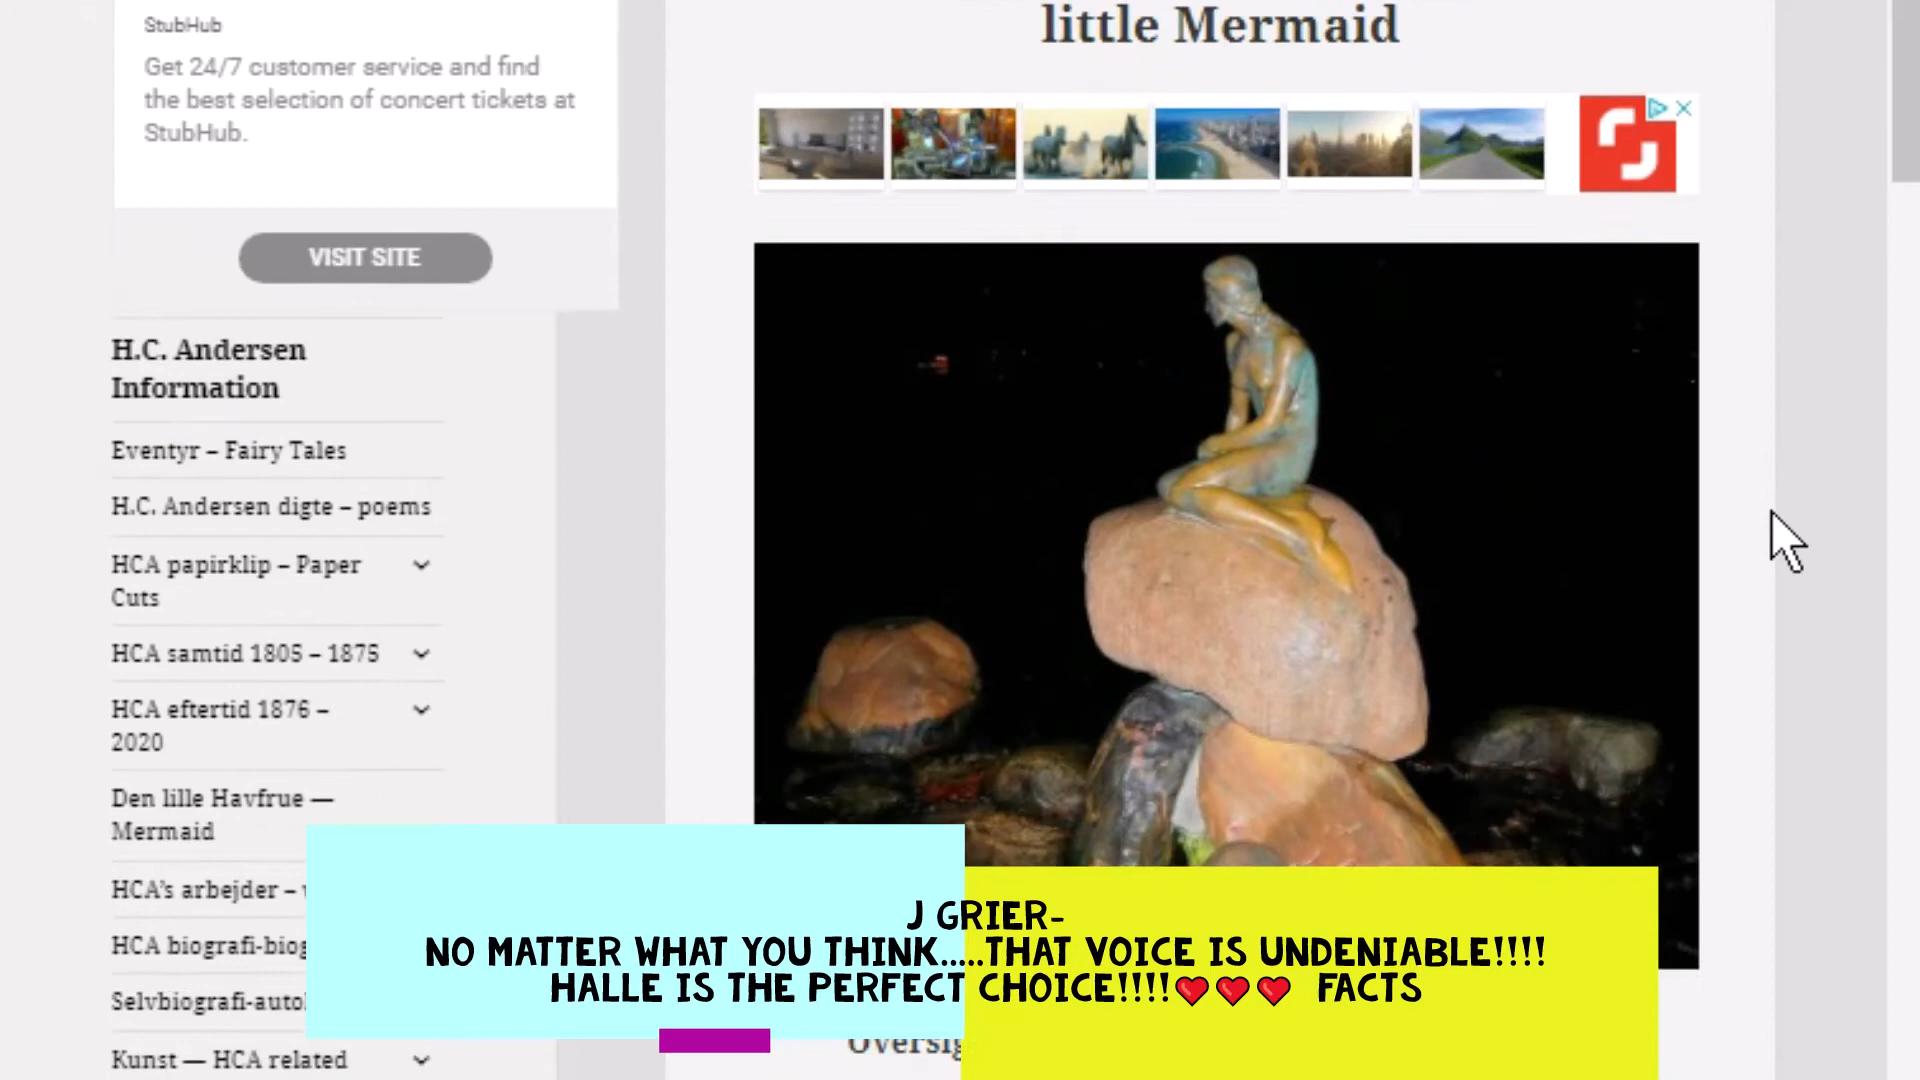 StubHub
Get 24/7 customer service and find
the best selection of concert tickets at
StubHub.
VISIT SITE
H.C. Andersen
Information
Eventyr – Fairy Tales
H.C. Andersen digte – poems
HCA papirklip – Paper
Cuts
HCA samtid 1805 – 1875
HCA eftertid 1876 –
2020
Den lille Havfrue —
Mermaid
HCA's arbejder –
HCA biografi-biog
Selvbiografi-auto
Kunst — HCA related
little Mermaid
J GRIER-
NO MATTER WHAT YOU THINK.....THAT VOICE IS UNDENIABLE!!!!
HALLE IS THE PERFECT CHOICE!!!!❤️❤️❤️ FACTS